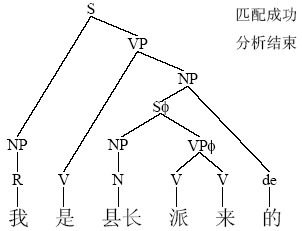 S 匹配成功
VP 分析结束
NP
Sϕ
NP NP VPϕ
R V N V V de
我 是 县长 派 来 的